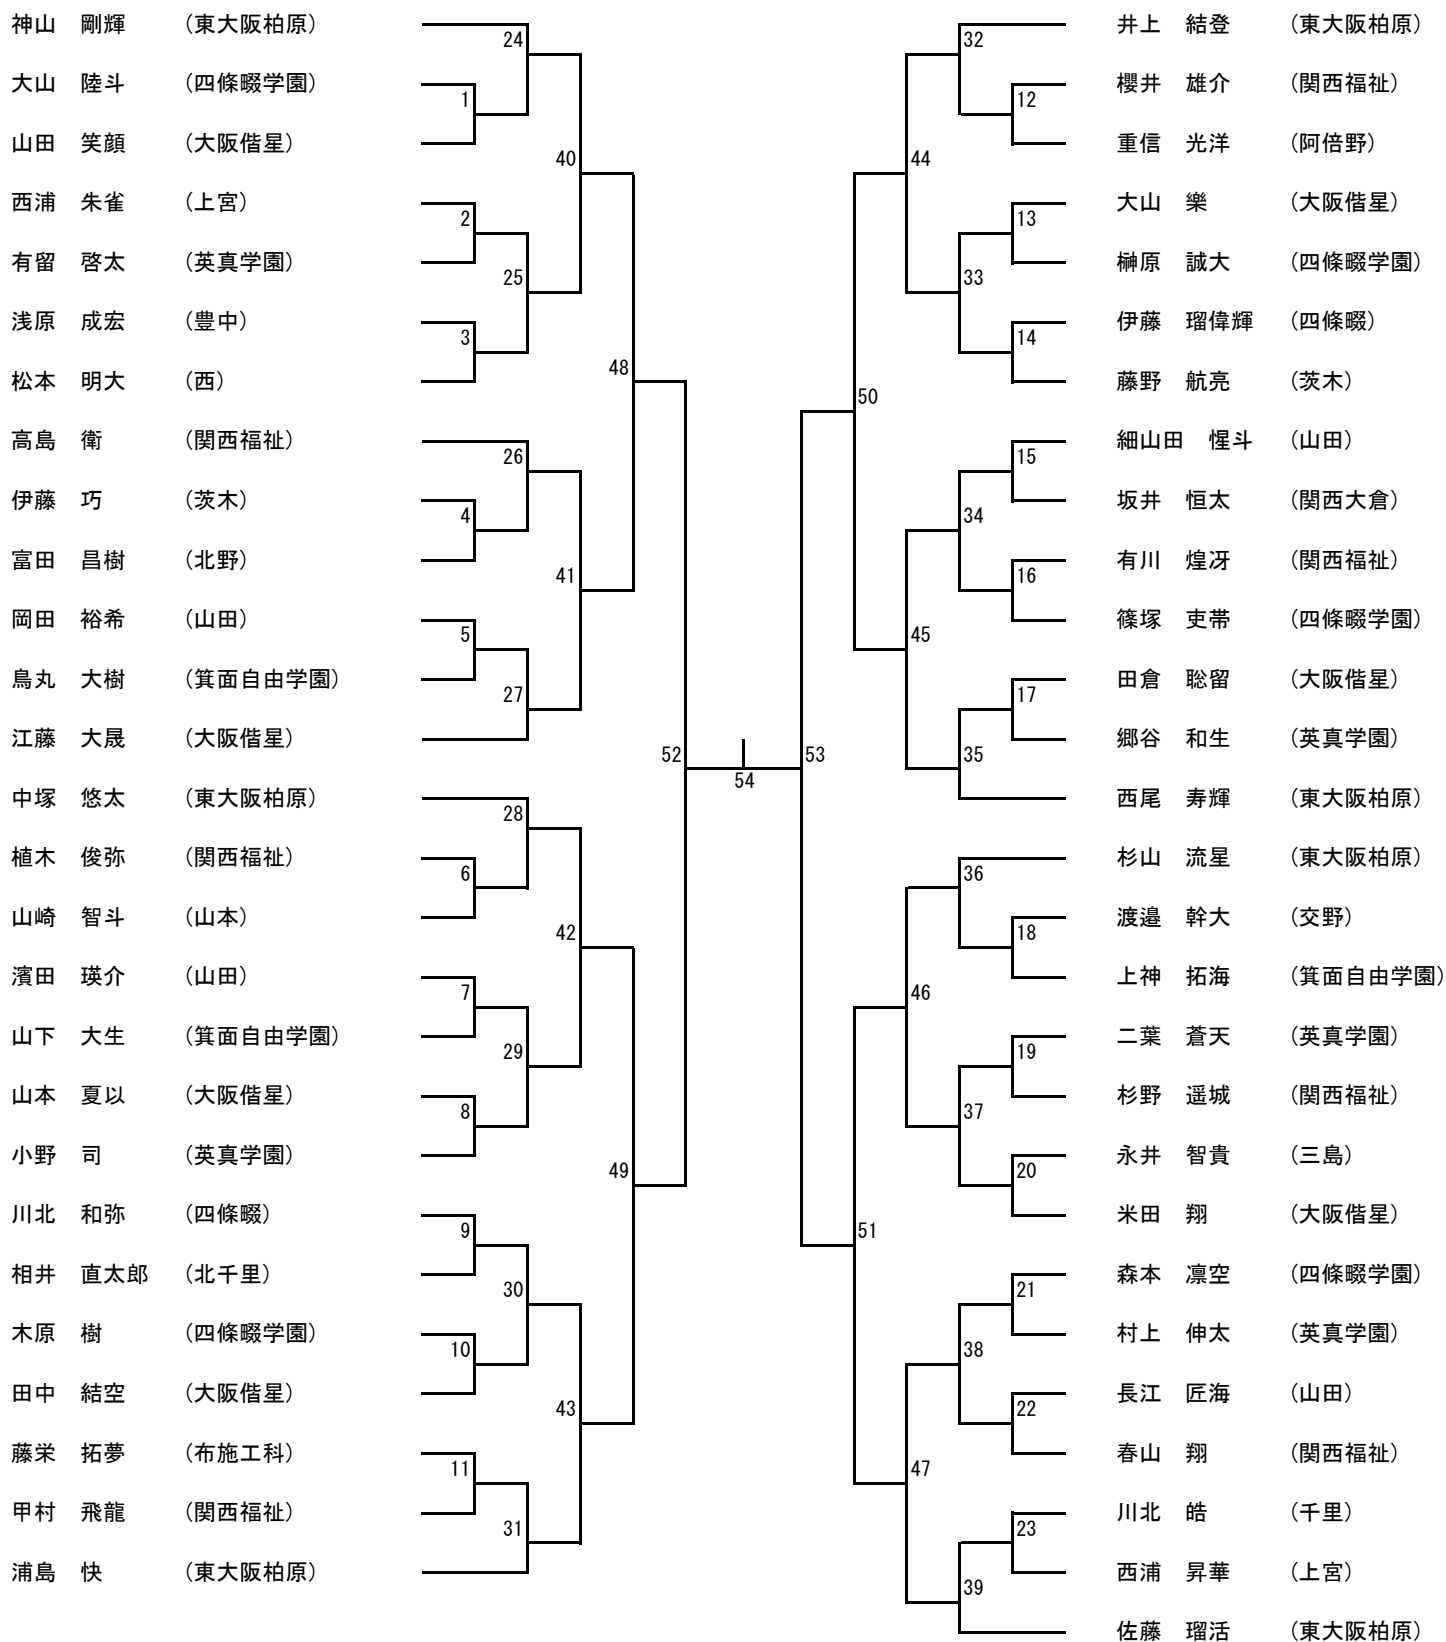 神山　剛輝　（東大阪柏原）
大山　陸斗　（四條畷学園）
山田　笑顔　（大阪偕星）
西浦　朱雀　（上宮）
有留　啓太　（英真学園）
浅原　成宏　（豊中）
松本　明大　（西）
高島　衛　（関西福祉）
伊藤　巧　（茨木）
富田　昌樹　（北野）
岡田　裕希　（山田）
鳥丸　大樹　（箕面自由学園）
江藤　大晟　（大阪偕星）
中塚　悠太　（東大阪柏原）
植木　俊弥　（関西福祉）
山崎　智斗　（山本）
濱田　瑛介　（山田）
山下　大生　（箕面自由学園）
山本　夏以　（大阪偕星）
小野　司　（英真学園）
川北　和弥　（四條畷）
相井　直太郎　（北千里）
木原　樹　（四條畷学園）
田中　結空　（大阪偕星）
藤栄　拓夢　（布施工科）
甲村　飛龍　（関西福祉）
浦島　快　（東大阪柏原）
1
2
3
4
5
6
7
8
9
10
11
24
25
26
27
28
29
30
31
40
41
42
43
48
49
52
54
53
50
51
44
45
46
47
32
33
34
35
36
37
38
39
12
13
14
15
16
17
18
19
20
21
22
23
井上　結登　（東大阪柏原）
櫻井　雄介　（関西福祉）
重信　光洋　（阿倍野）
大山　樂　（大阪偕星）
榊原　誠大　（四條畷学園）
伊藤　瑠偉輝　（四條畷）
藤野　航亮　（茨木）
細山田　惺斗　（山田）
坂井　恒太　（関西大倉）
有川　煌冴　（関西福祉）
篠塚　吏帯　（四條畷学園）
田倉　聡留　（大阪偕星）
郷谷　和生　（英真学園）
西尾　寿輝　（東大阪柏原）
杉山　流星　（東大阪柏原）
渡邉　幹大　（交野）
上神　拓海　（箕面自由学園）
二葉　蒼天　（英真学園）
杉野　遥城　（関西福祉）
永井　智貴　（三島）
米田　翔　（大阪偕星）
森本　凛空　（四條畷学園）
村上　伸太　（英真学園）
長江　匠海　（山田）
春山　翔　（関西福祉）
川北　皓　（千里）
西浦　昇華　（上宮）
佐藤　瑠活　（東大阪柏原）